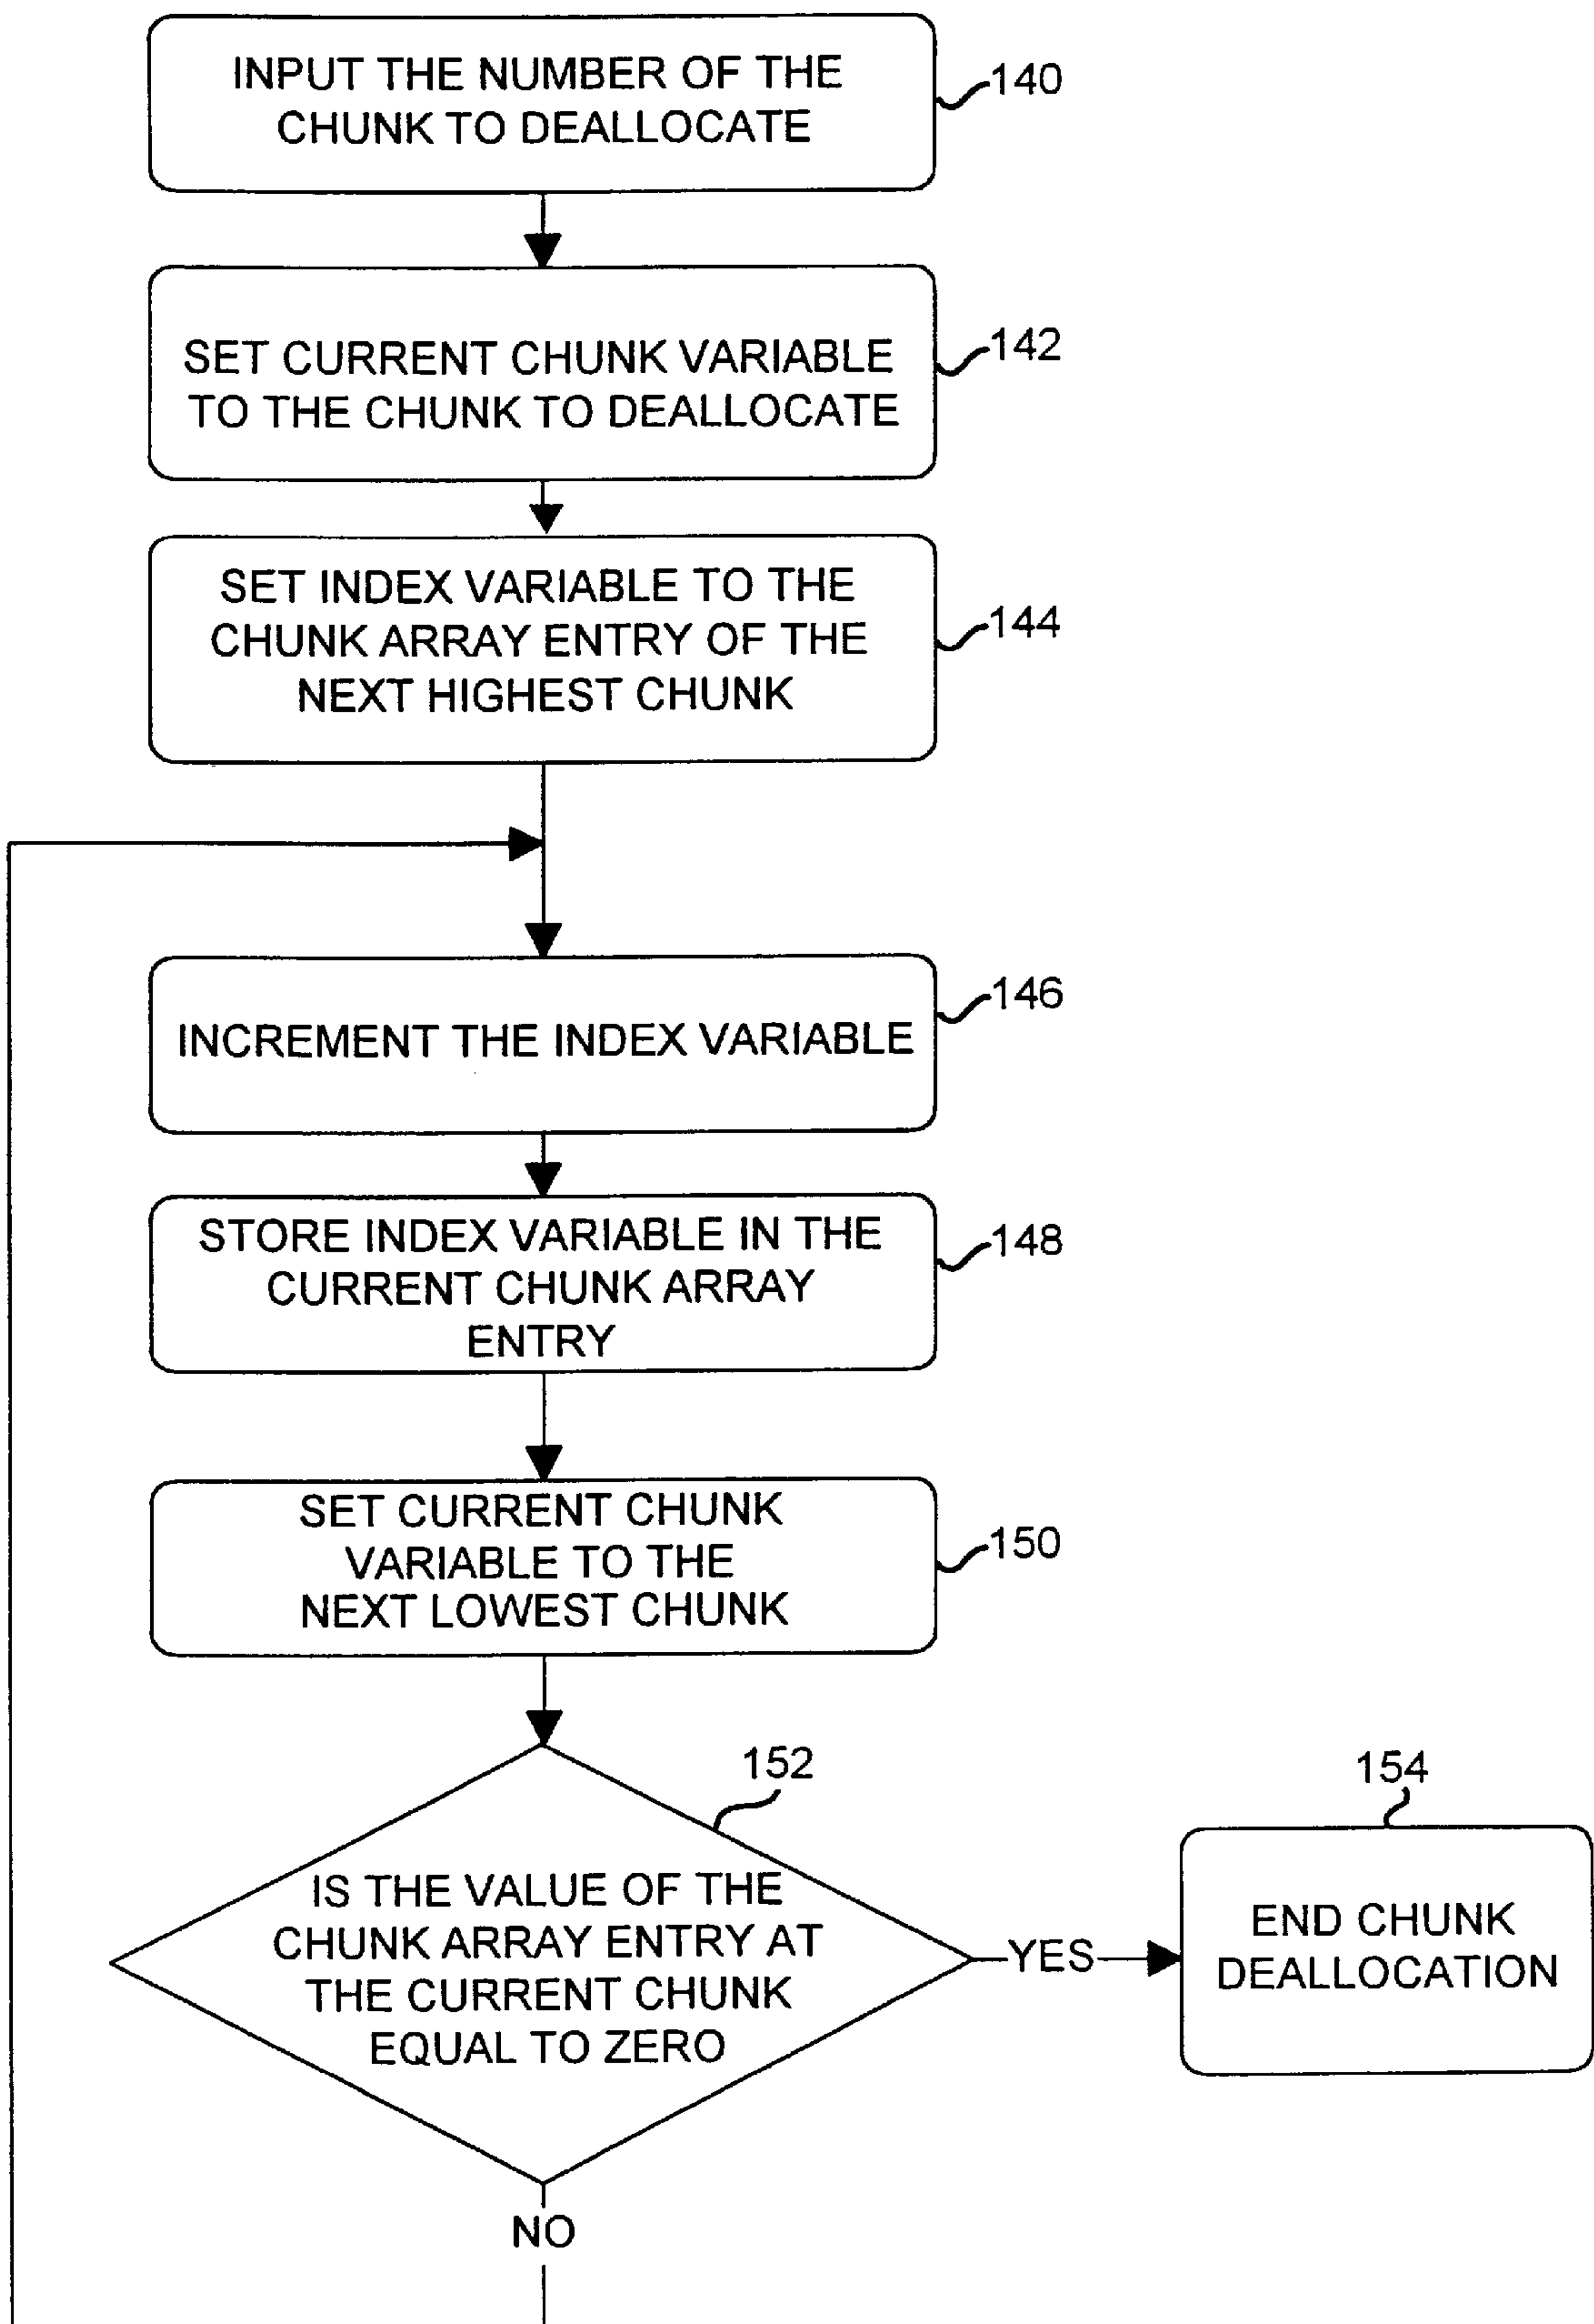 INPUT THE NUMBER OF THE
CHUNK TO DEALLOCATE
140
SET CURRENT CHUNK VARIABLE
TO THE CHUNK TO DEALLOCATE
142
SET INDEX VARIABLE TO THE
CHUNK ARRAY ENTRY OF THE
NEXT HIGHEST CHUNK
144
INCREMENT THE INDEX VARIABLE
146
STORE INDEX VARIABLE IN THE
CURRENT CHUNK ARRAY
ENTRY
148
SET CURRENT CHUNK
VARIABLE TO THE
NEXT LOWEST CHUNK
150
152
IS THE VALUE OF THE
CHUNK ARRAY ENTRY AT
THE CURRENT CHUNK
EQUAL TO ZERO
YES
154
END CHUNK
DEALLOCATION
NO